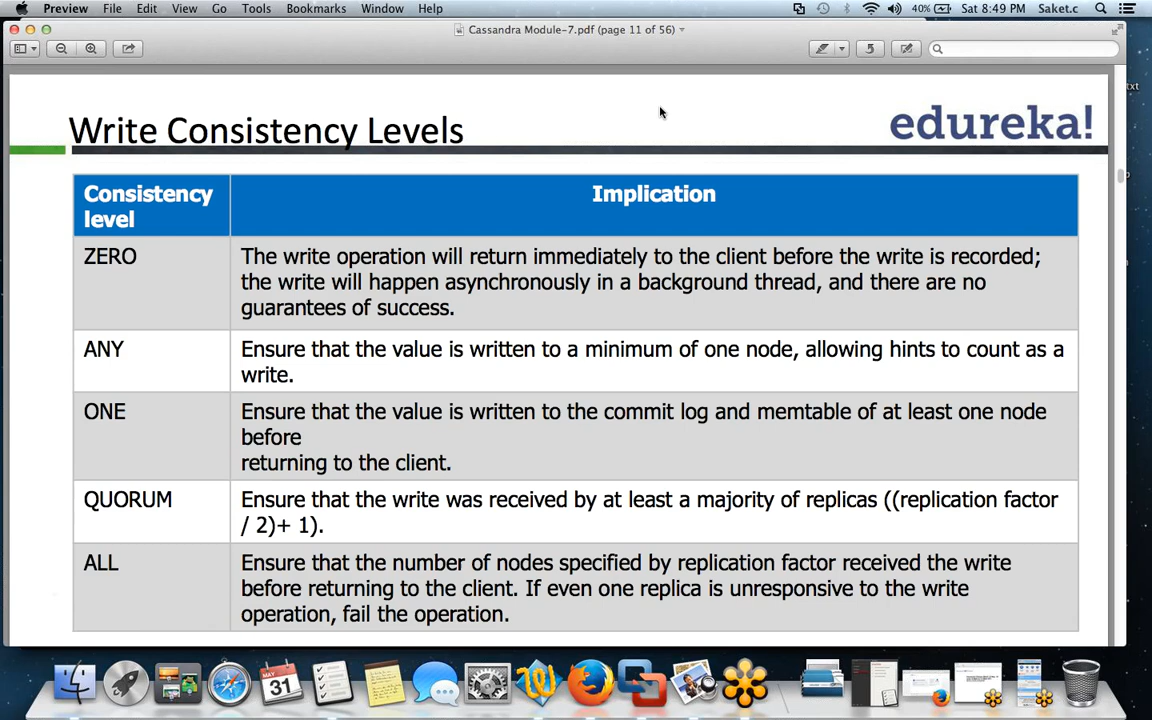 Preview File Edit View Go Tools Bookmarks Window Help 40% Sat 8:49 PM Saket.c
Cassandra Module-7.pdf (page 11 of 56)
txt
Write Consistency Levels
edureka!
Consistency level
Implication
ZERO
The write operation will return immediately to the client before the write is recorded;
the write will happen asynchronously in a background thread, and there are no
guarantees of success.
ANY
Ensure that the value is written to a minimum of one node, allowing hints to count as a
write.
ONE
Ensure that the value is written to the commit log and memtable of at least one node
before
returning to the client.
QUORUM
Ensure that the write was received by at least a majority of replicas ((replication factor
/ 2)+ 1).
ALL
Ensure that the number of nodes specified by replication factor received the write
before returning to the client. If even one replica is unresponsive to the write
operation, fail the operation.
31